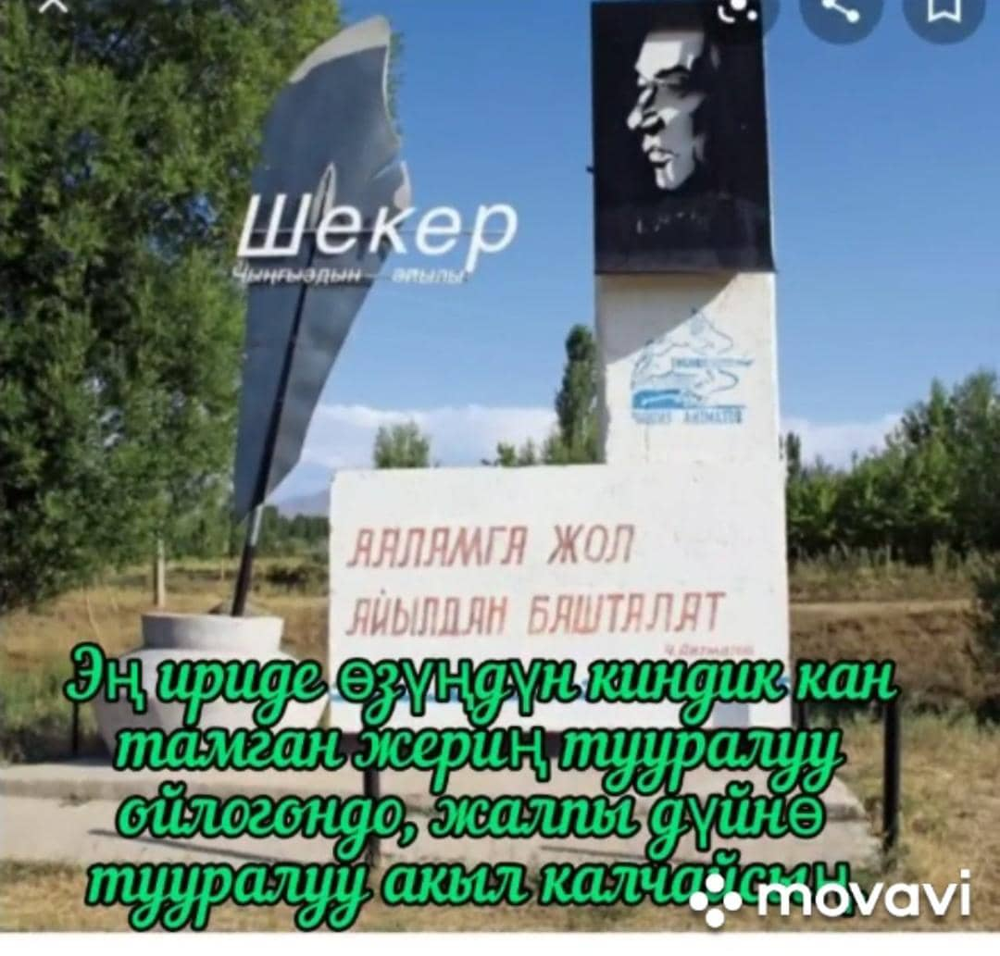 Шекер
Чыңгыздын айылы
ААЛАМГА ЖОЛ
АЙЫЛДАН БАШТАЛАТ
Ч.Айтматов
Эң ириде өзүңдүн киндик кан
тамган жериң тууралуу
ойлогондо, жалпы дүйнө
тууралуу акыл калчайсың
movavi